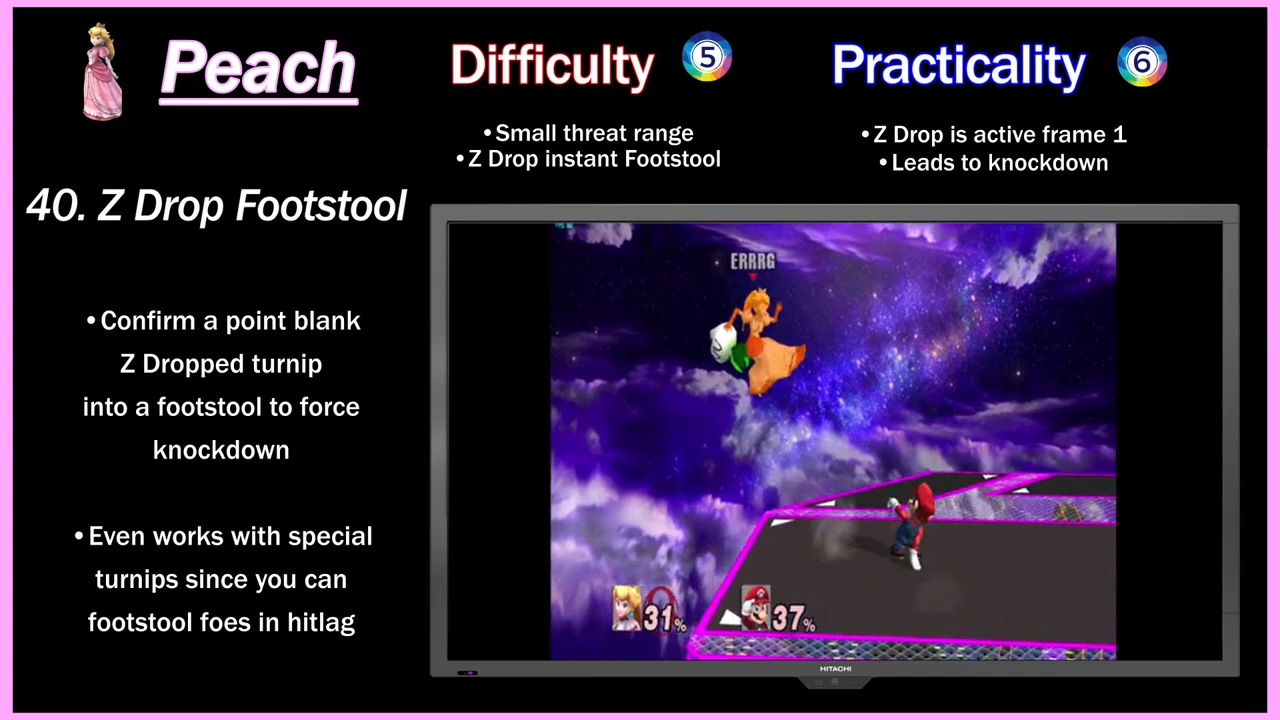 Peach
Difficulty 5
Practicality 6
•Small threat range
•Z Drop instant Footstool
•Z Drop is active frame 1
•Leads to knockdown
40. Z Drop Footstool
•Confirm a point blank
Z Dropped turnip
into a footstool to force
knockdown
•Even works with special
turnips since you can
footstool foes in hitlag
ERRRG
31%
37%
HITACHI